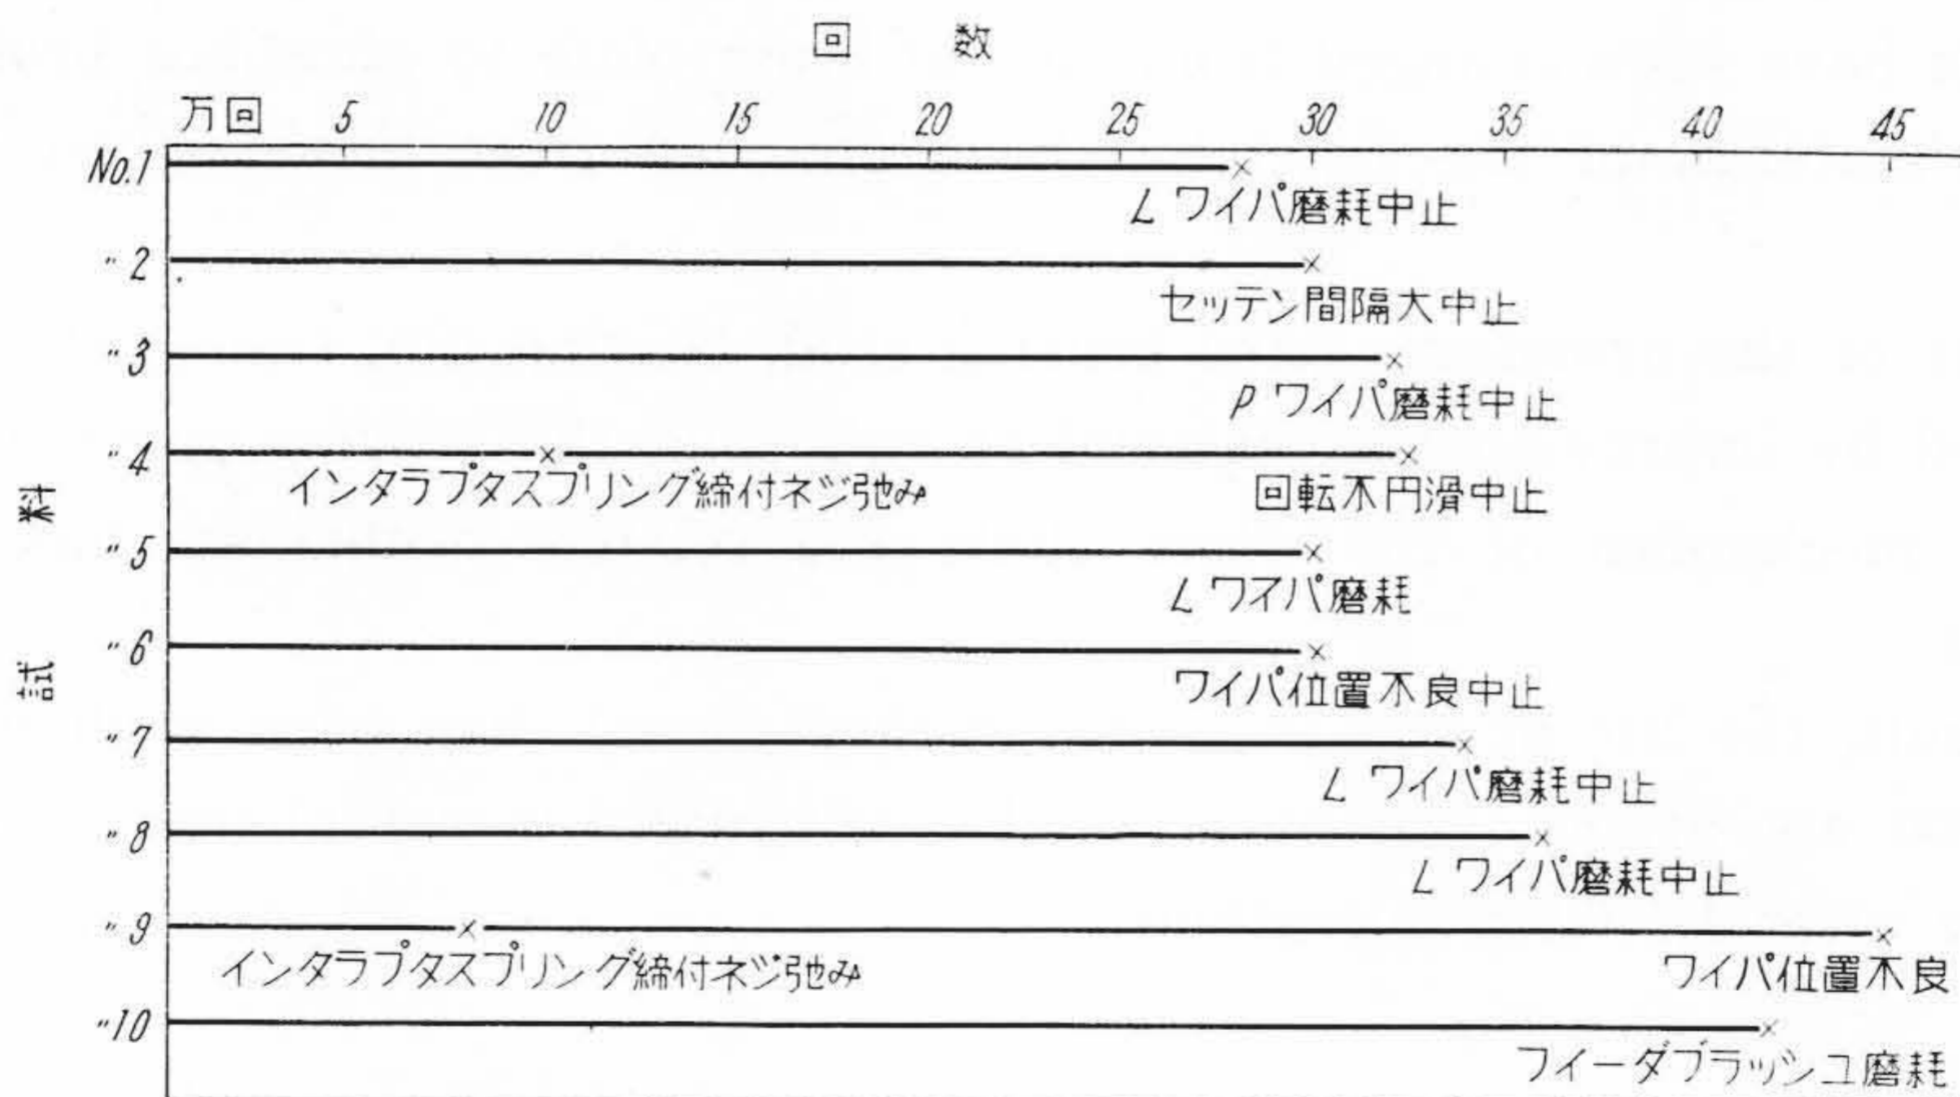 回 数
万回 5 10 15 20 25 30 35 40 45
No.1
Lワイパ磨耗中止
〃2
セッテン間隔大中止
〃3
Pワイパ磨耗中止
〃4
インタラプタスプリング締付ネジ弛み 回転不円滑中止
〃5
Lワイパ磨耗
〃6
ワイパ位置不良中止
〃7
Lワイパ磨耗中止
〃8
Lワイパ磨耗中止
〃9
インタラプタスプリング締付ネジ弛み ワイパ位置不良
〃10
フイーダブラッシュ磨耗
試料